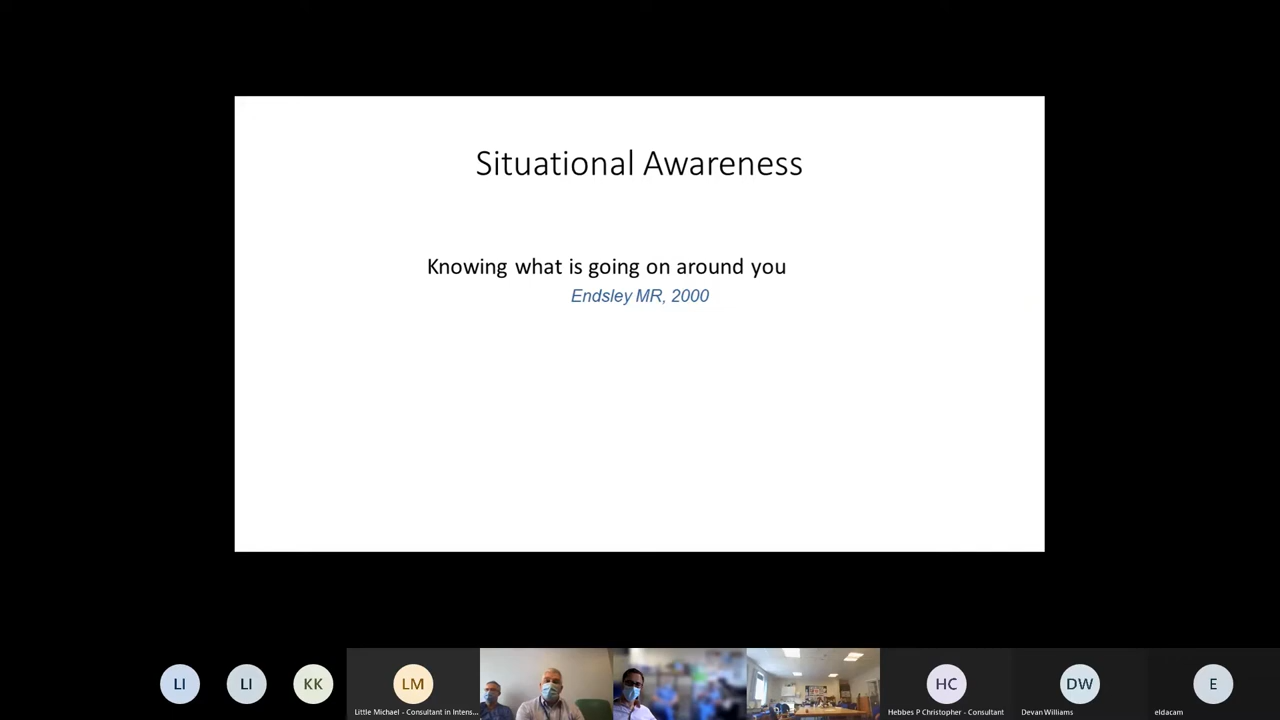 Situational Awareness
Knowing what is going on around you
Endsley MR, 2000
LI
LI
KK
LM
HC
DW
E
Little Michael - Consultant in Intens...
Hebbes P Christopher - Consultant
Devan Williams
eldacam